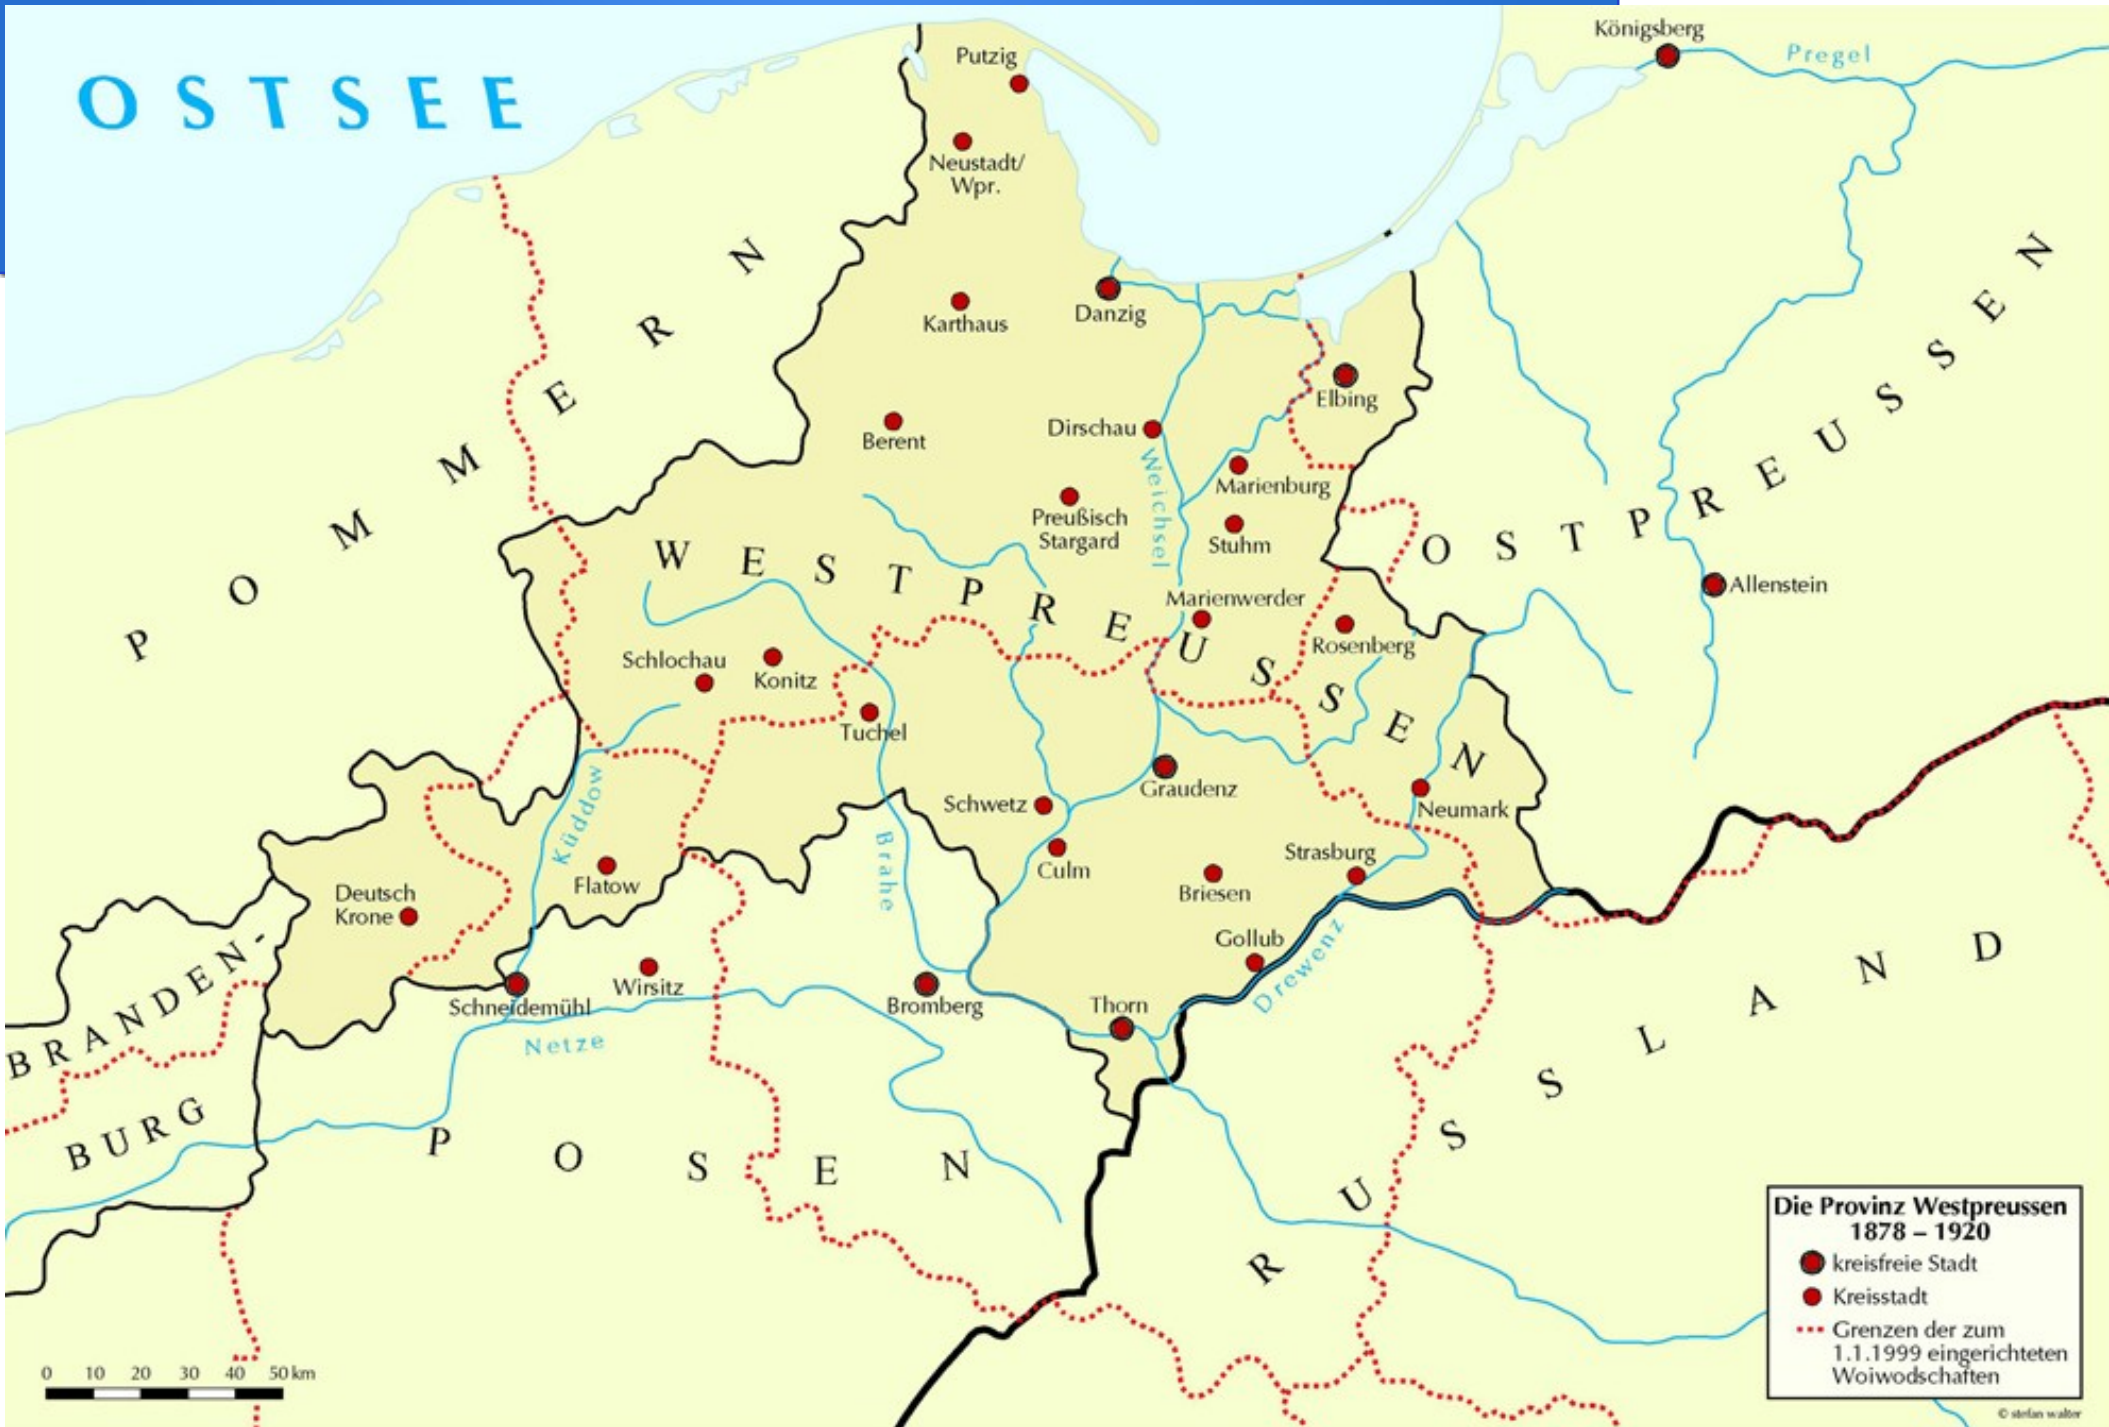 OSTSEE
Königsberg
Pregel
Putzig
Neustadt/
Wpr.
POMMERN
Karthaus
Danzig
Elbing
OSTPREUSSEN
Berent
Dirschau
Weichsel
Marienburg
Preußisch
Stargard
Stuhm
WESTPREUSSEN
Allenstein
Marienwerder
Rosenberg
Schlochau
Konitz
Tuchel
Küddow
Brahe
Graudenz
Schwetz
Neumark
Culm
Strasburg
Briesen
Flatow
Deutsch
Krone
Gollub
Drewenz
BRANDEN-
BURG
Schneidemühl
Wirsitz
Bromberg
Thorn
Netze
POSEN
RUSSLAND
Die Provinz Westpreussen
1878 – 1920
kreisfreie Stadt
Kreisstadt
Grenzen der zum
1.1.1999 eingerichteten
Woiwodschaften
0 10 20 30 40 50 km
© stefan walter